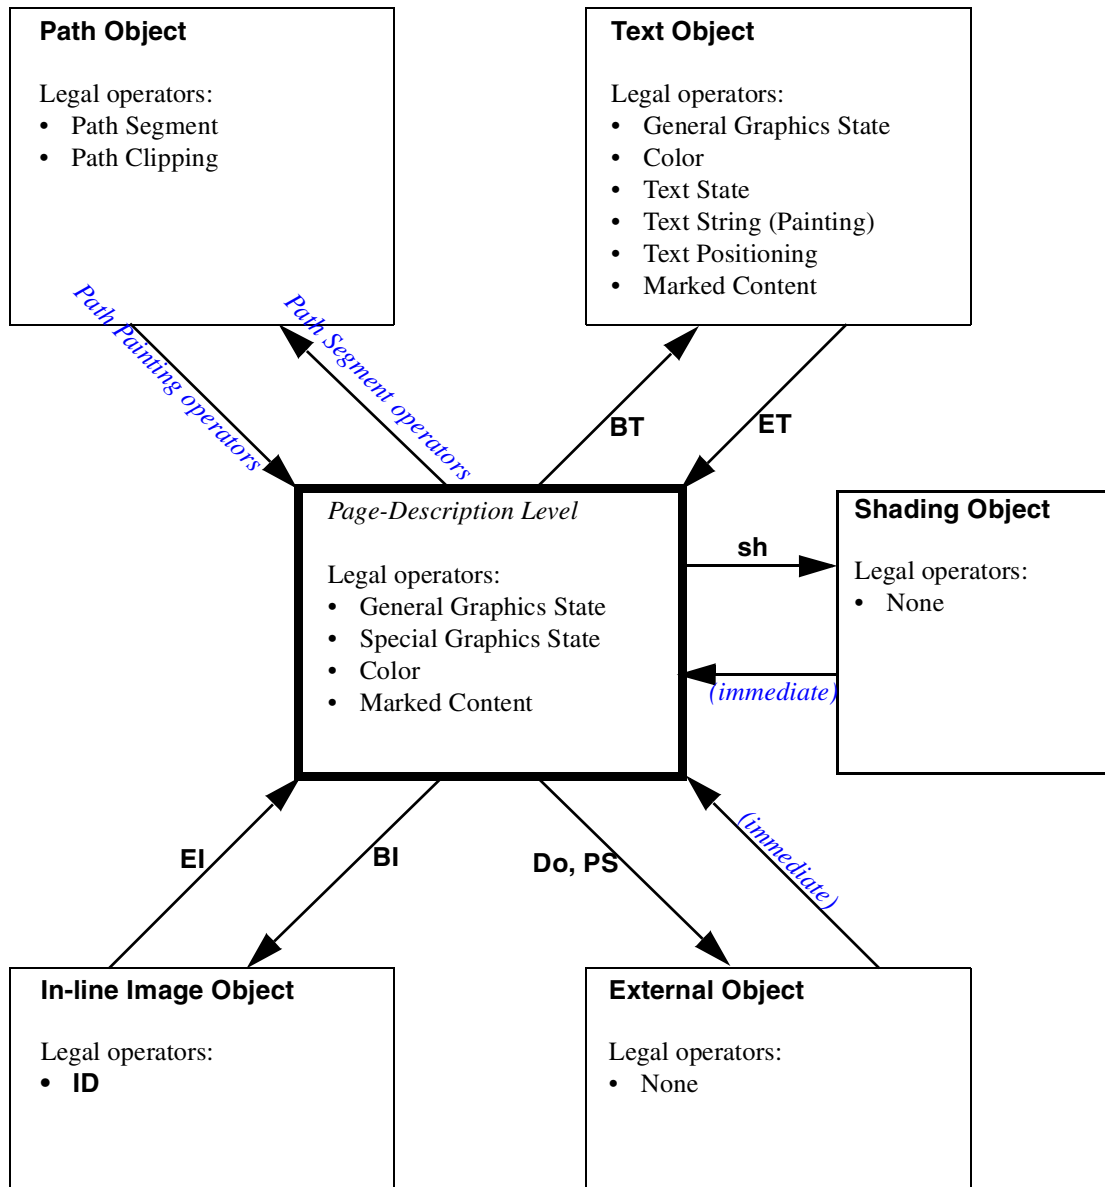 Path Object
Legal operators:
• Path Segment
• Path Clipping
Text Object
Legal operators:
• General Graphics State
• Color
• Text State
• Text String (Painting)
• Text Positioning
• Marked Content
Path Painting operators
Path Segment operators
BT
ET
Page-Description Level
Legal operators:
• General Graphics State
• Special Graphics State
• Color
• Marked Content
sh
(immediate)
Shading Object
Legal operators:
• None
EI
BI
Do, PS
(immediate)
In-line Image Object
Legal operators:
• ID
External Object
Legal operators:
• None